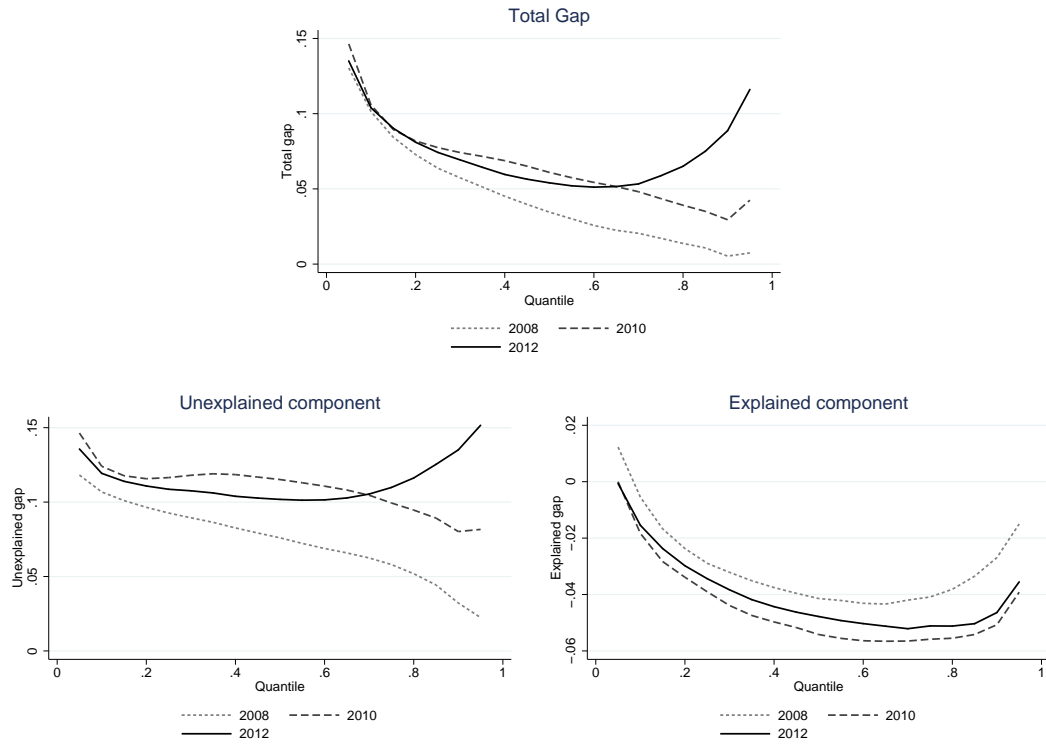 Total Gap
.15
.1
.05
0
Total gap
0 .2 .4 .6 .8 1
Quantile
2008 2010
2012
Unexplained component
.15
.1
.05
0
Unexplained gap
0 .2 .4 .6 .8 1
Quantile
2008 2010
2012
Explained component
.02
0
-.02
-.04
-.06
Explained gap
0 .2 .4 .6 .8 1
Quantile
2008 2010
2012